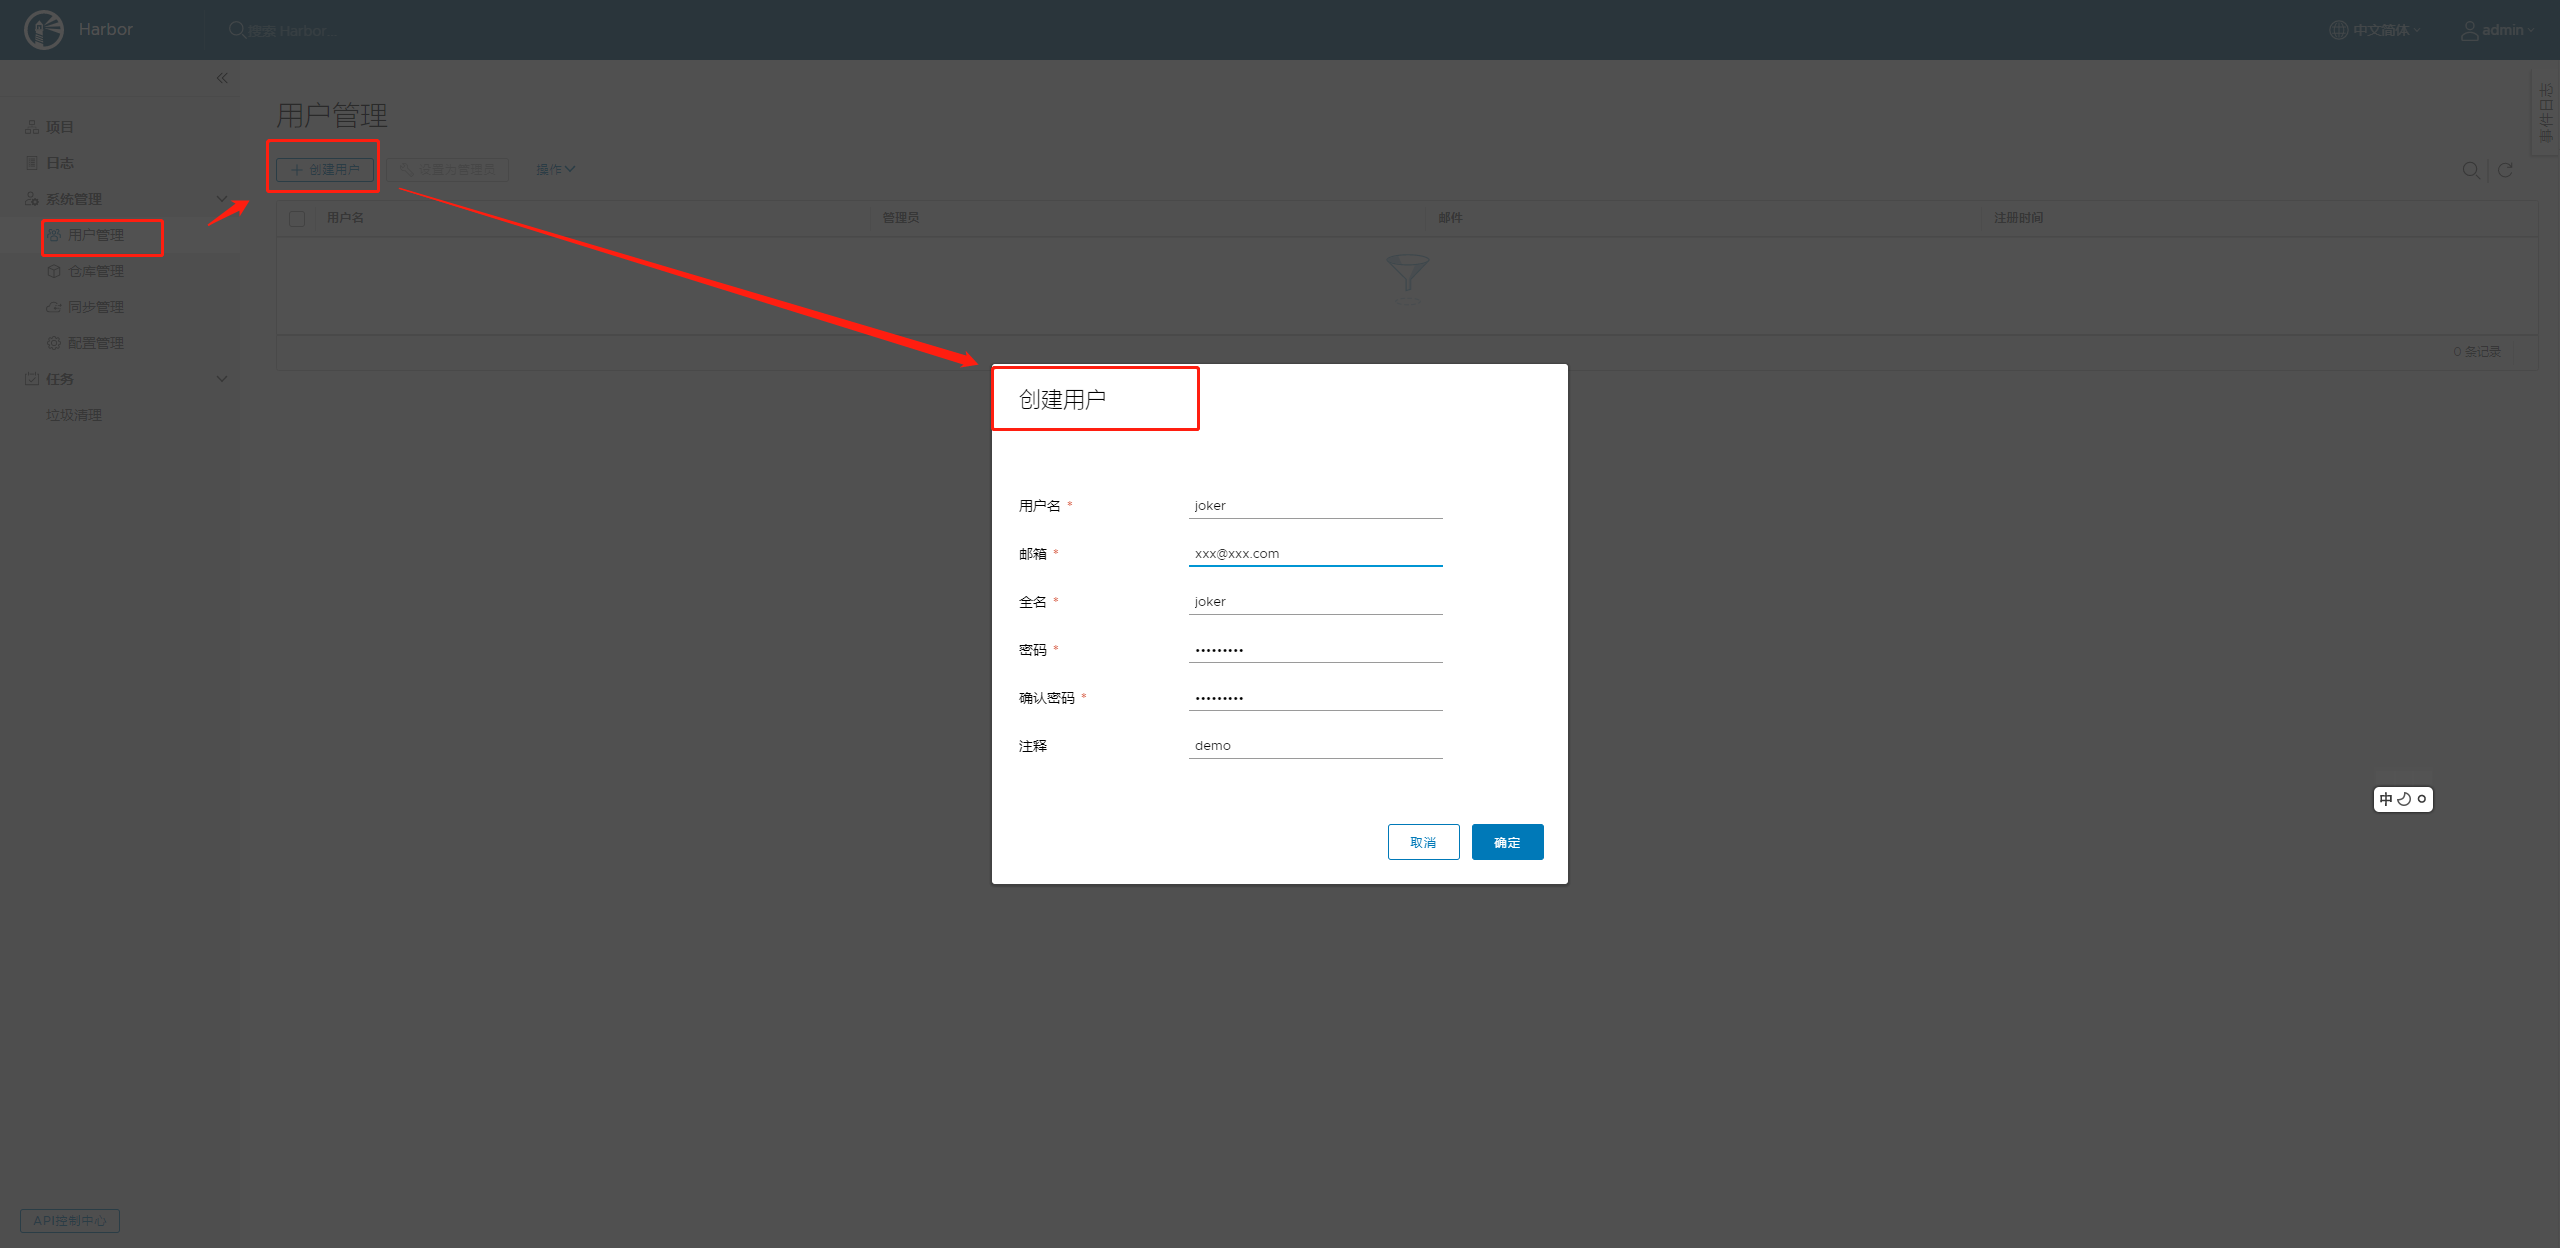 Harbor
搜索 Harbor...
中文简体
admin
项目
日志
系统管理
用户管理
仓库管理
同步管理
配置管理
任务
垃圾清理
API控制中心
用户管理
创建用户
设置为管理员
操作
用户名
管理员
邮件
注册时间
0 条记录
事件日志
创建用户
用户名 *
joker
邮箱 *
xxx@xxx.com
全名 *
joker
密码 *
•••••••••
确认密码 *
•••••••••
注释
demo
取消
确定
中